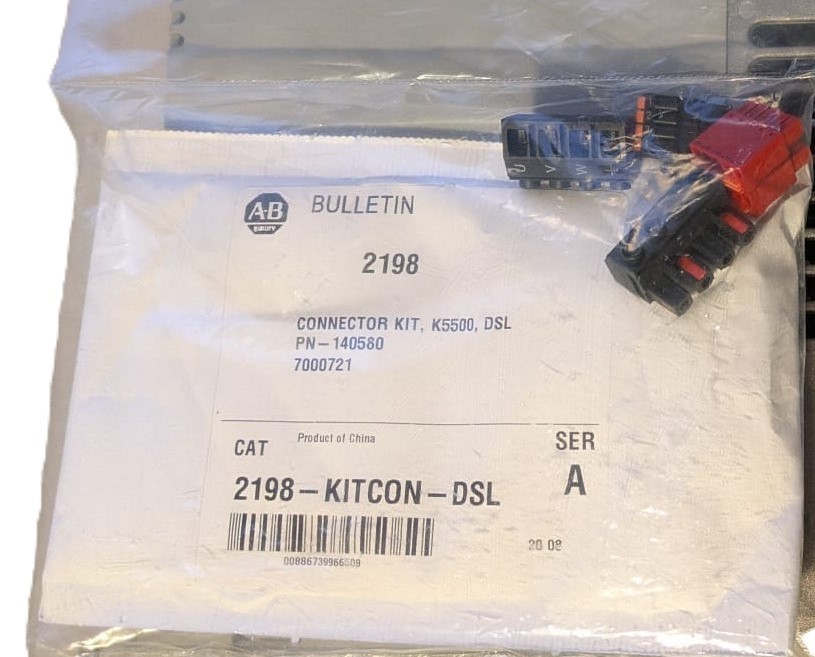 A-B
QUALITY
BULLETIN
2198
CONNECTOR KIT, K5500, DSL
PN-140580
7000721
Product of China
CAT
SER
2198-KITCON-DSL
A
20 08
U V W